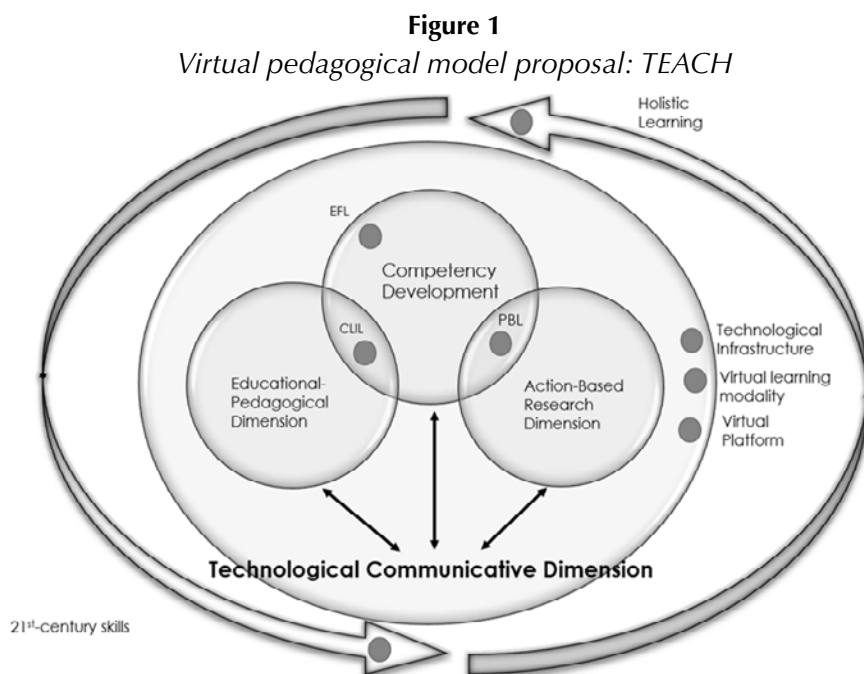 Figure 1
Virtual pedagogical model proposal: TEACH
Holistic
Learning
EFL
Competency
Development
CLIL
PBL
Technological
Infrastructure
Educational-
Pedagogical
Dimension
Action-Based
Research
Dimension
Virtual learning
modality
Virtual
Platform
Technological Communicative Dimension
21st-century skills